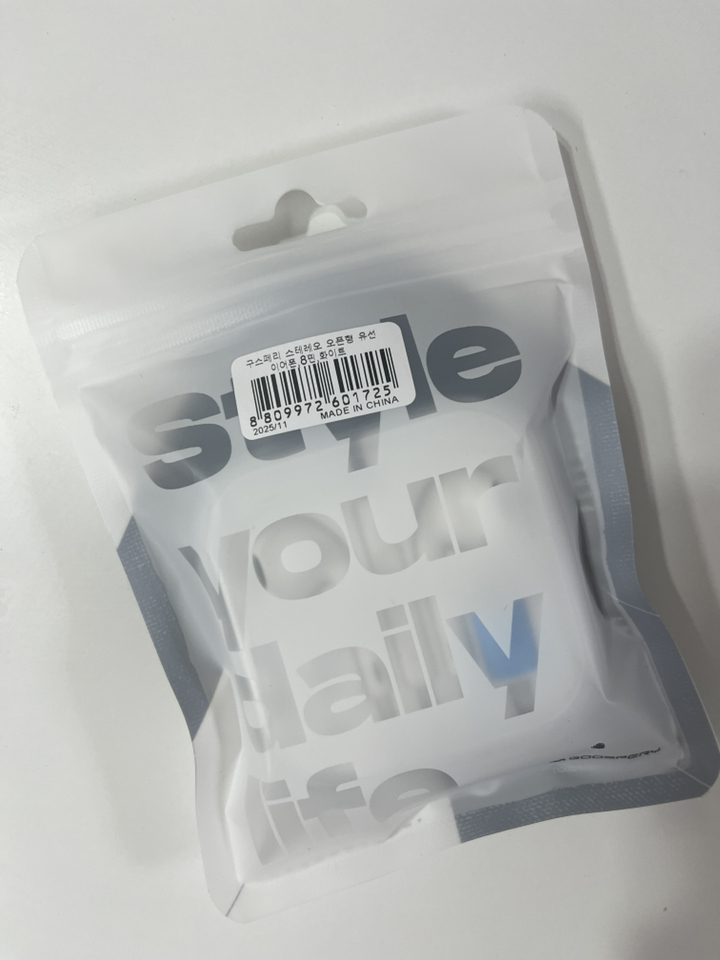 구스페리 스테레오 오픈형 유선
이어폰 8핀 화이트
8 809972 601725
2025/11 MADE IN CHINA
style
your
daily
life
GOOSPERY